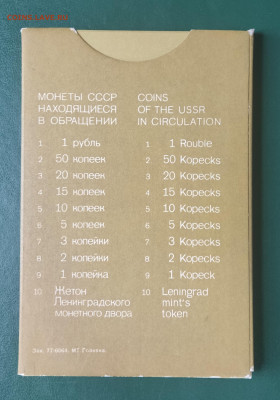 МОНЕТЫ СССР
НАХОДЯЩИЕСЯ
В ОБРАЩЕНИИ
1 1 рубль
2 50 копеек
3 20 копеек
4 15 копеек
5 10 копеек
6 5 копеек
7 3 копейки
8 2 копейки
9 1 копейка
10 Жетон
Ленинградского
монетного двора
COINS
OF THE USSR
IN CIRCULATION
1 1 Rouble
2 50 Kopecks
3 20 Kopecks
4 15 Kopecks
5 10 Kopecks
6 5 Kopecks
7 3 Kopecks
8 2 Kopecks
9 1 Kopeck
10 Leningrad
mint's
token
Зак.